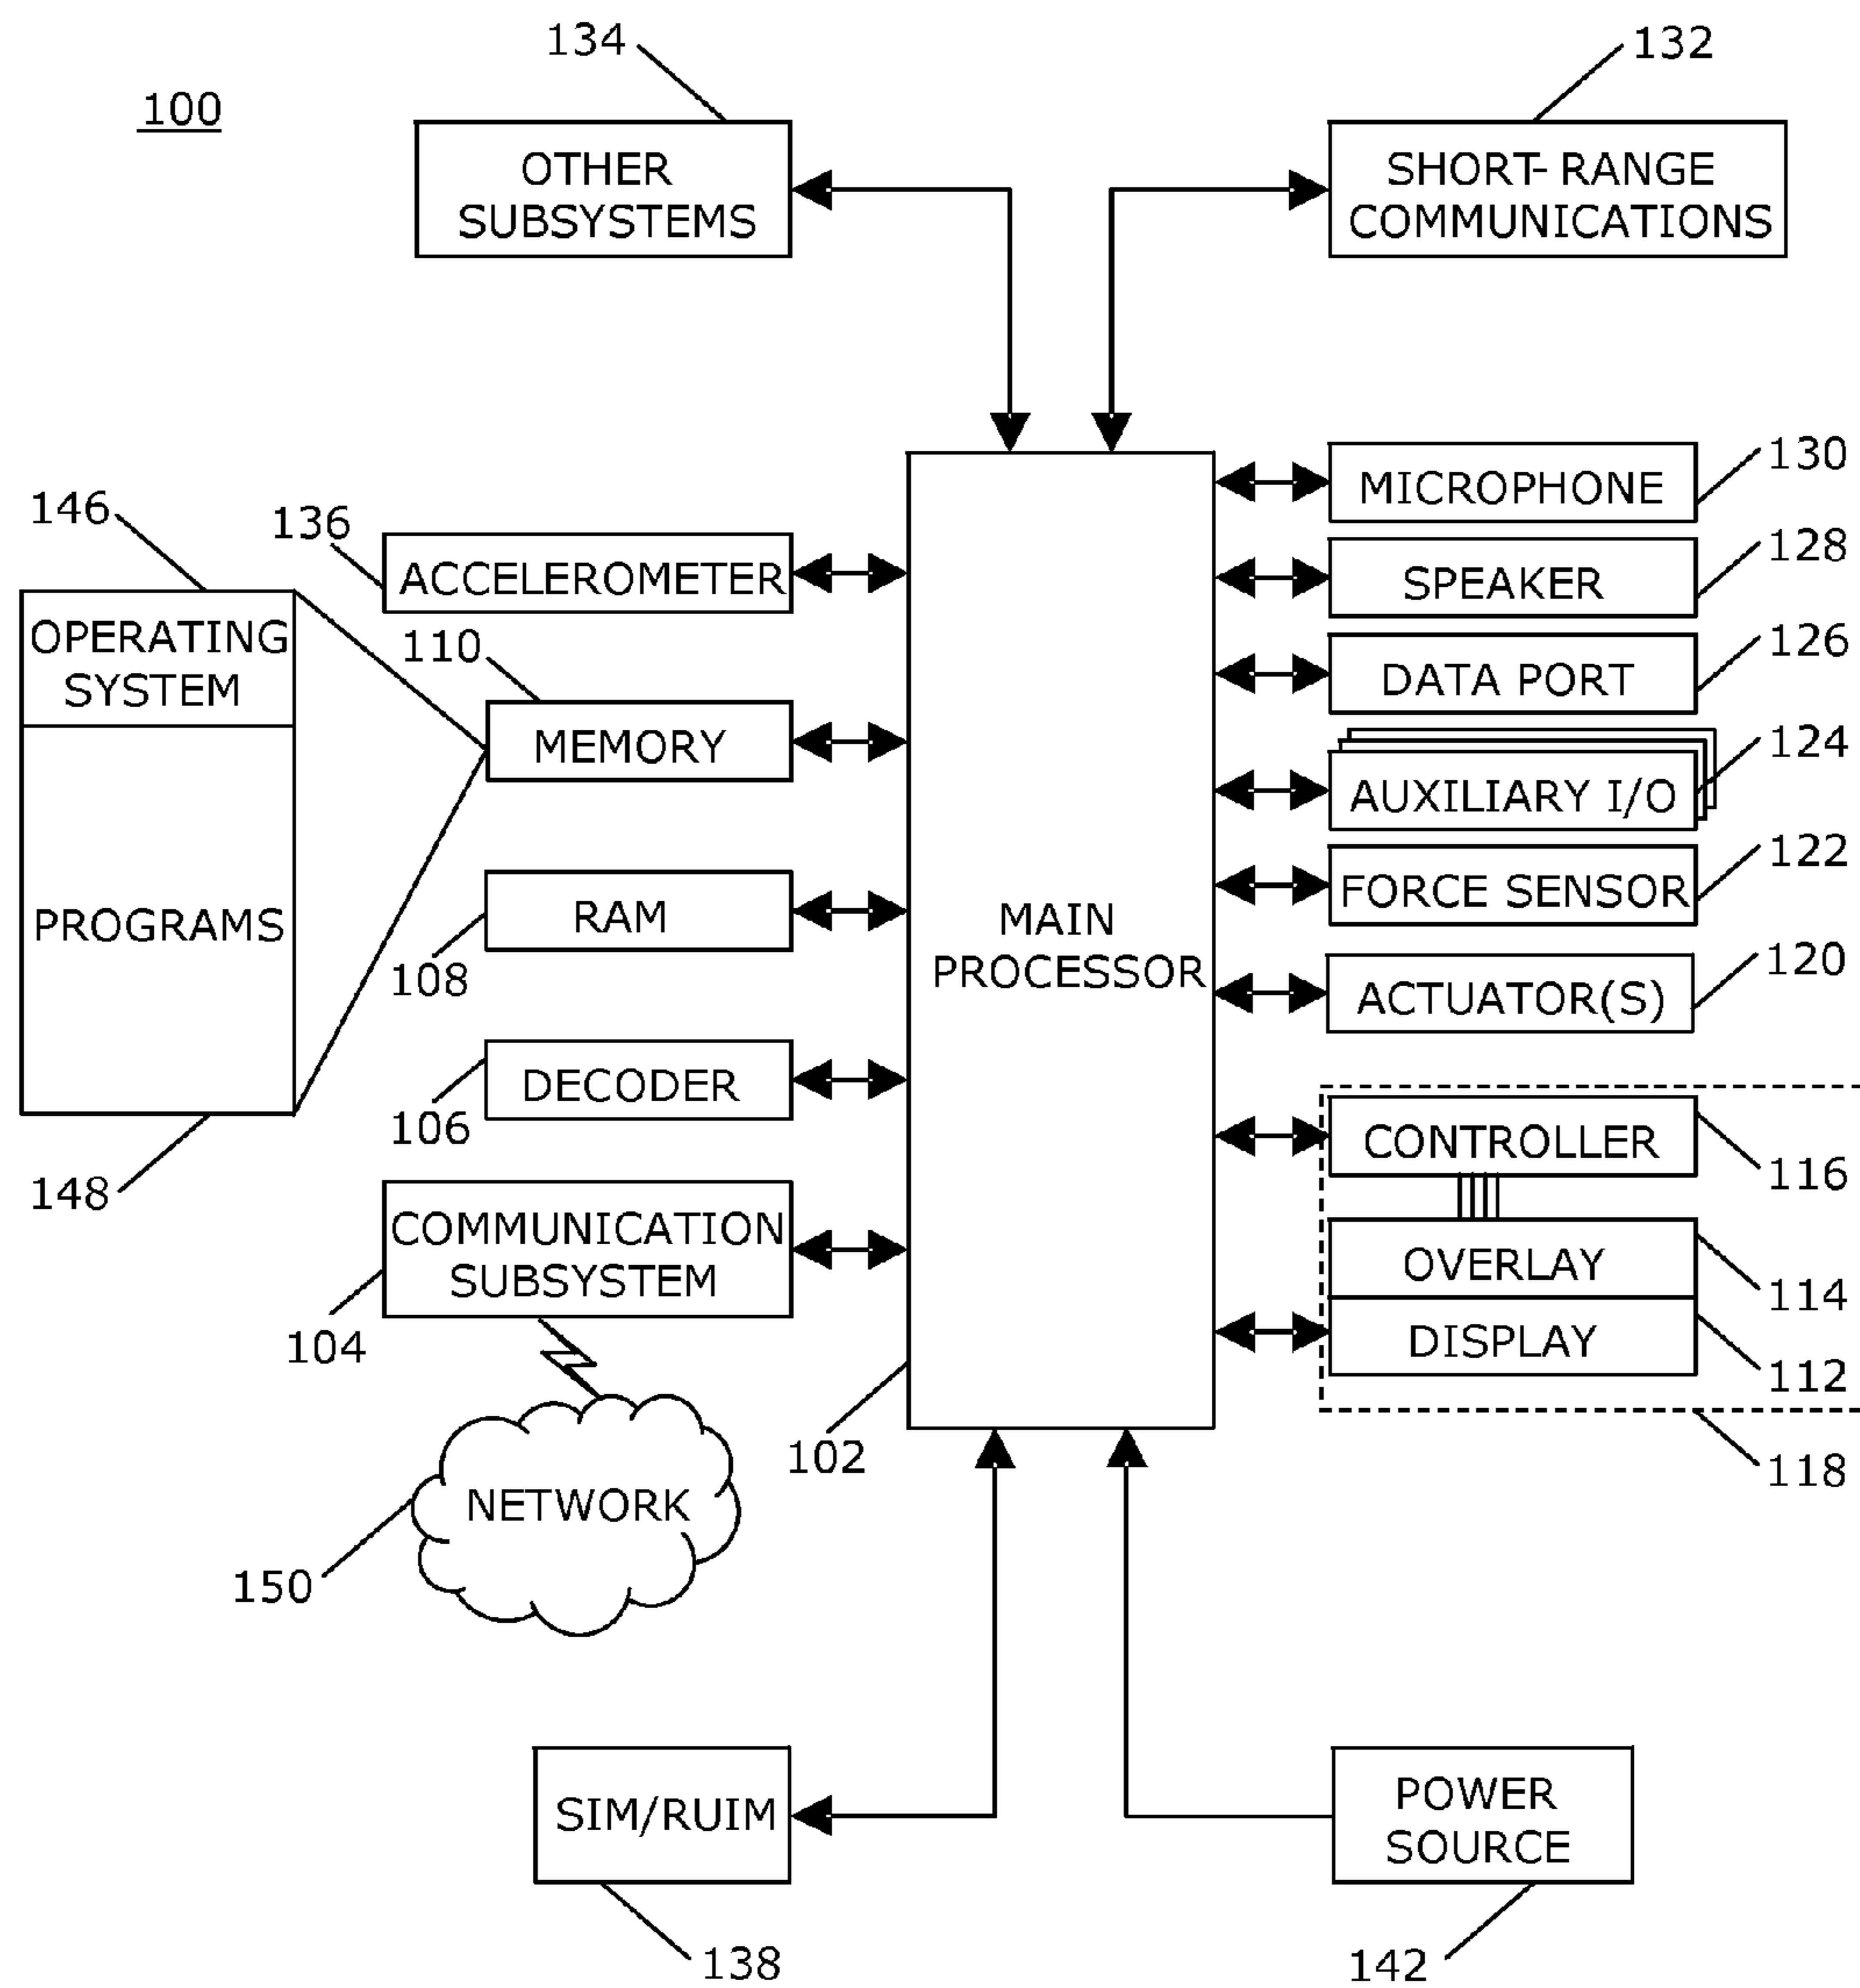 134
132
100
OTHER
SUBSYSTEMS
SHORT-RANGE
COMMUNICATIONS
130
MICROPHONE
146
136
128
ACCELEROMETER
SPEAKER
OPERATING
SYSTEM
110
126
DATA PORT
MEMORY
124
AUXILIARY I/O
122
FORCE SENSOR
PROGRAMS
RAM
MAIN
PROCESSOR
108
120
ACTUATOR(S)
DECODER
106
CONTROLLER
116
148
COMMUNICATION
SUBSYSTEM
OVERLAY
114
104
DISPLAY
112
102
118
NETWORK
150
SIM/RUIM
POWER
SOURCE
138
142